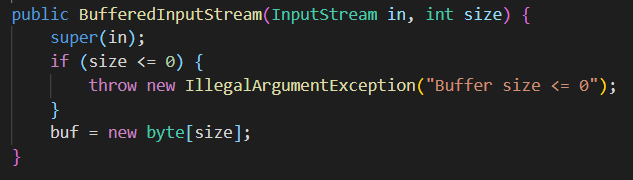 public BufferedInputStream(InputStream in, int size) {
    super(in);
    if (size <= 0) {
        throw new IllegalArgumentException("Buffer size <= 0");
    }
    buf = new byte[size];
}